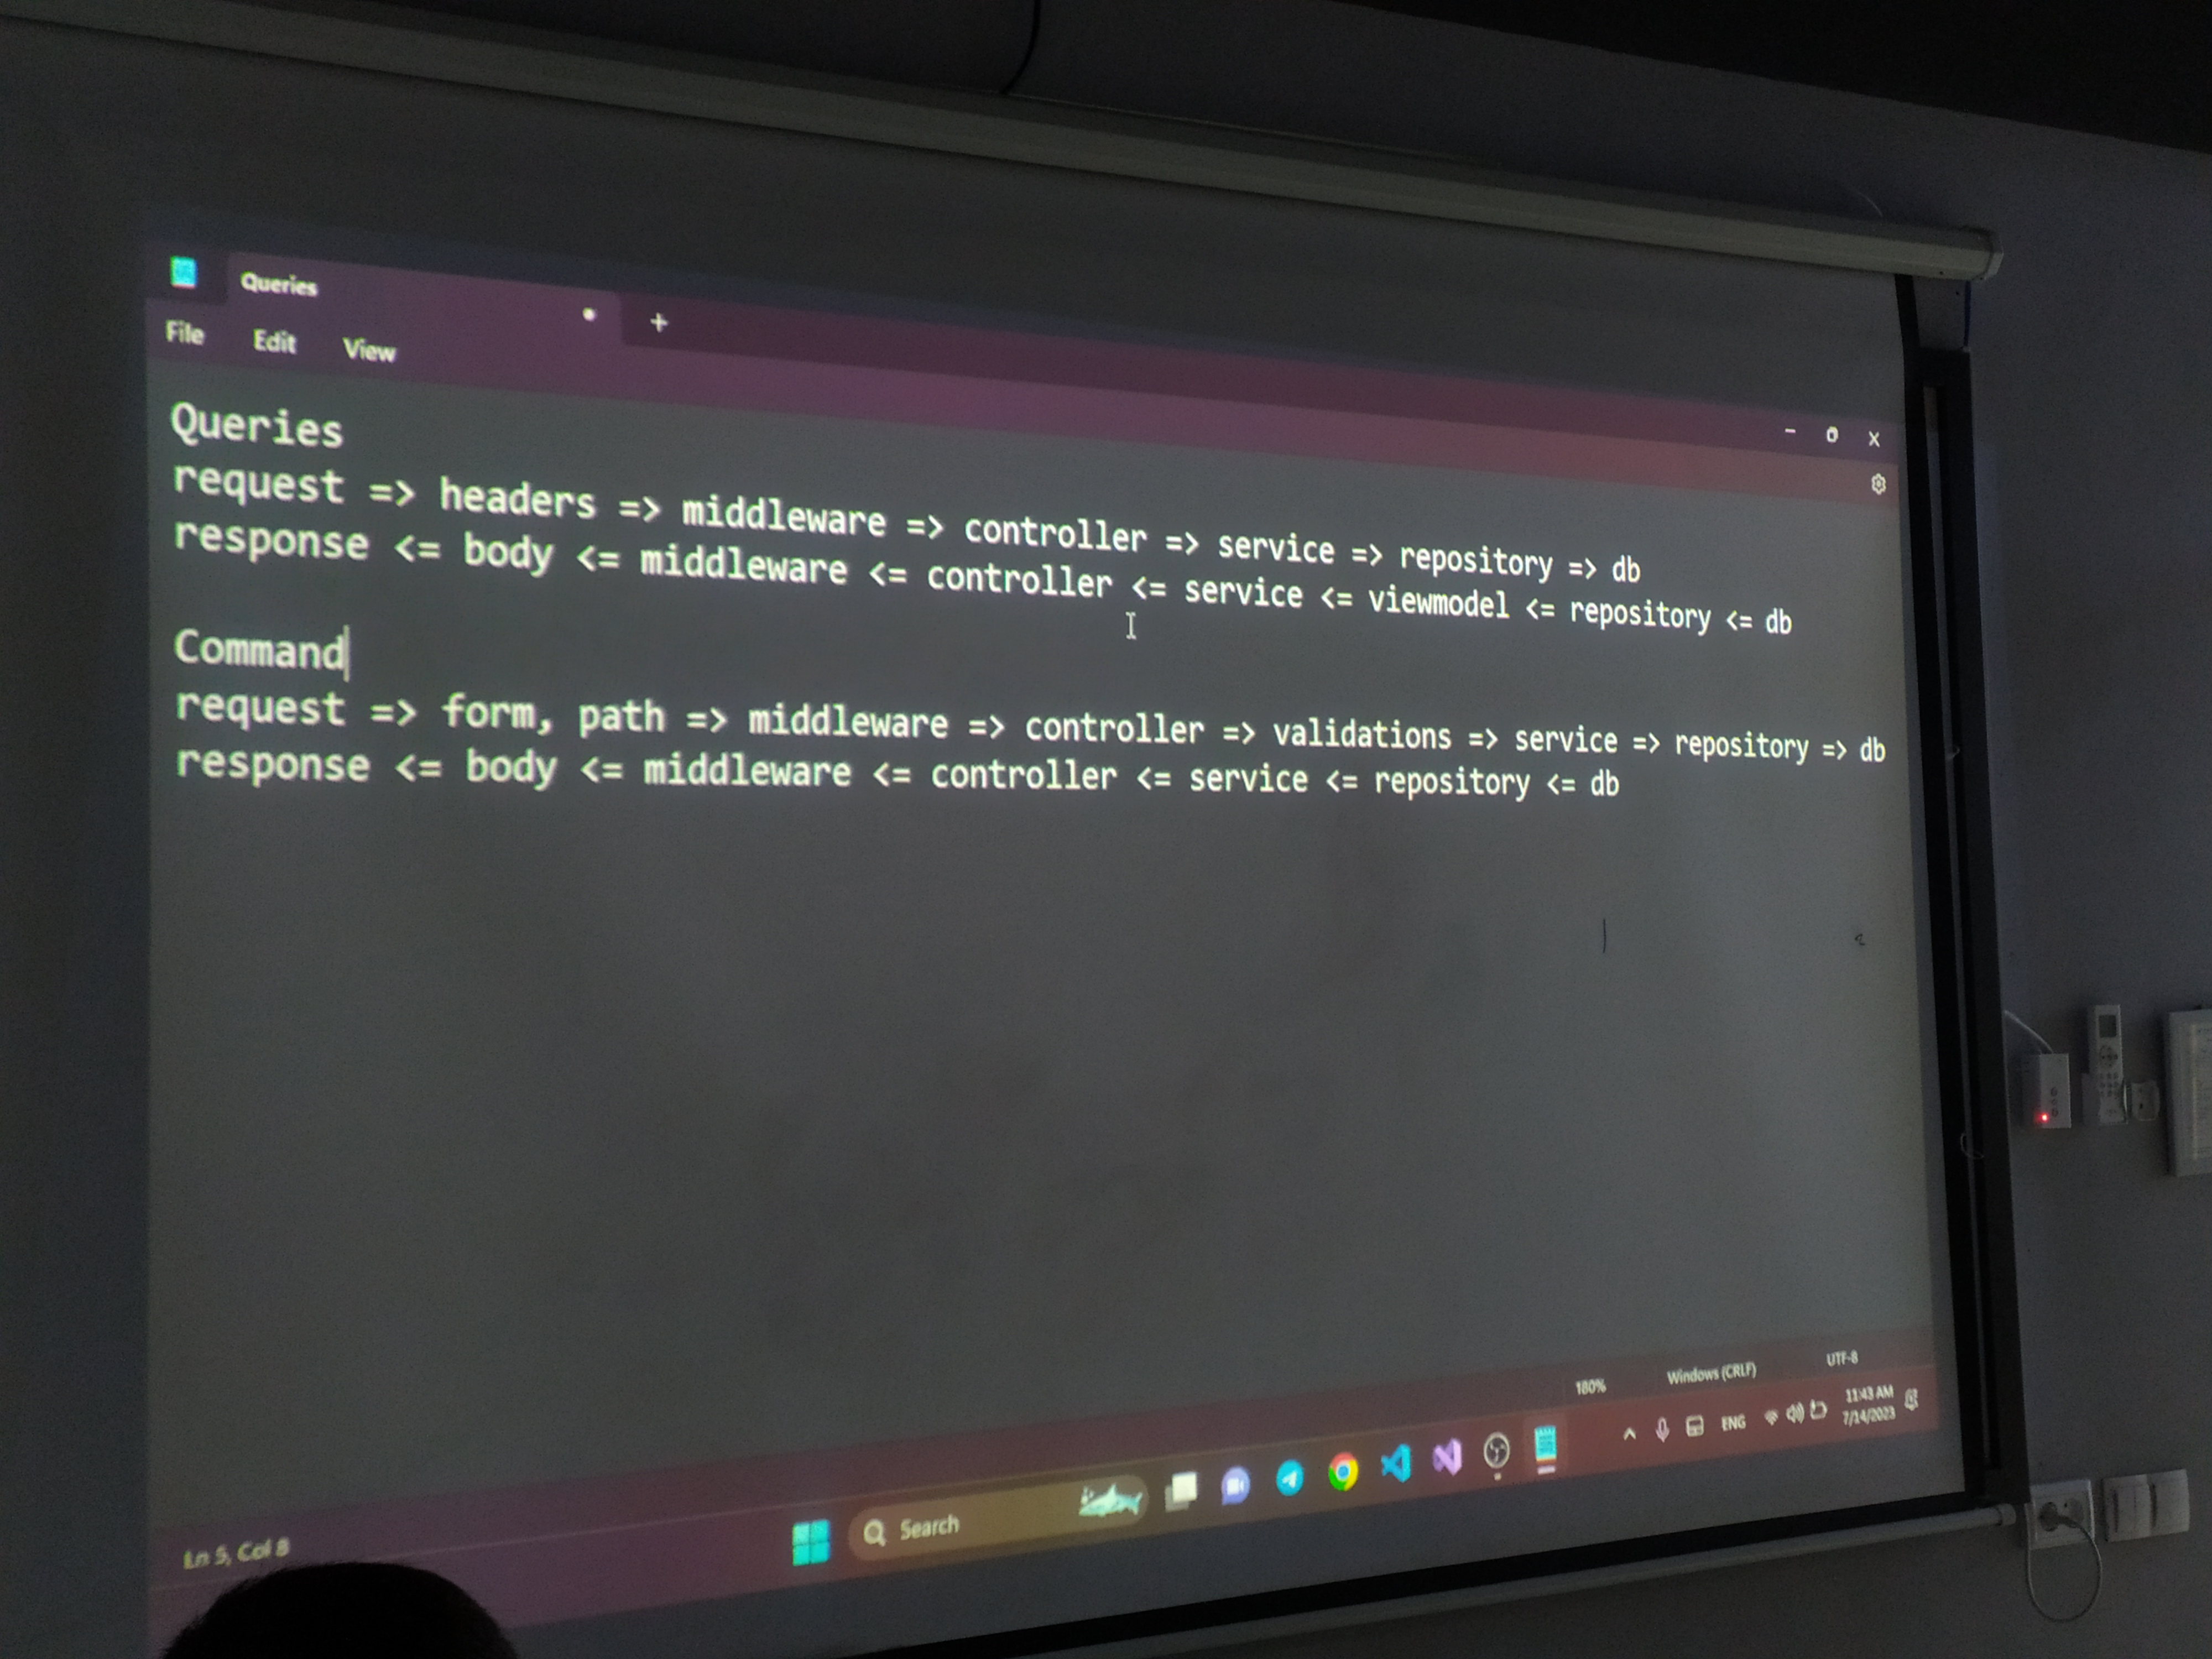 Queries
File Edit View
Queries
request => headers => middleware => controller => service => repository => db
response <= body <= middleware <= controller <= service <= viewmodel <= repository <= db
Command
request => form, path => middleware => controller => validations => service => repository => db
response <= body <= middleware <= controller <= service <= repository <= db
Ln 5, Col 8
180%
Windows (CRLF)
UTF-8
Search
ENG
11:43 AM
7/14/2023